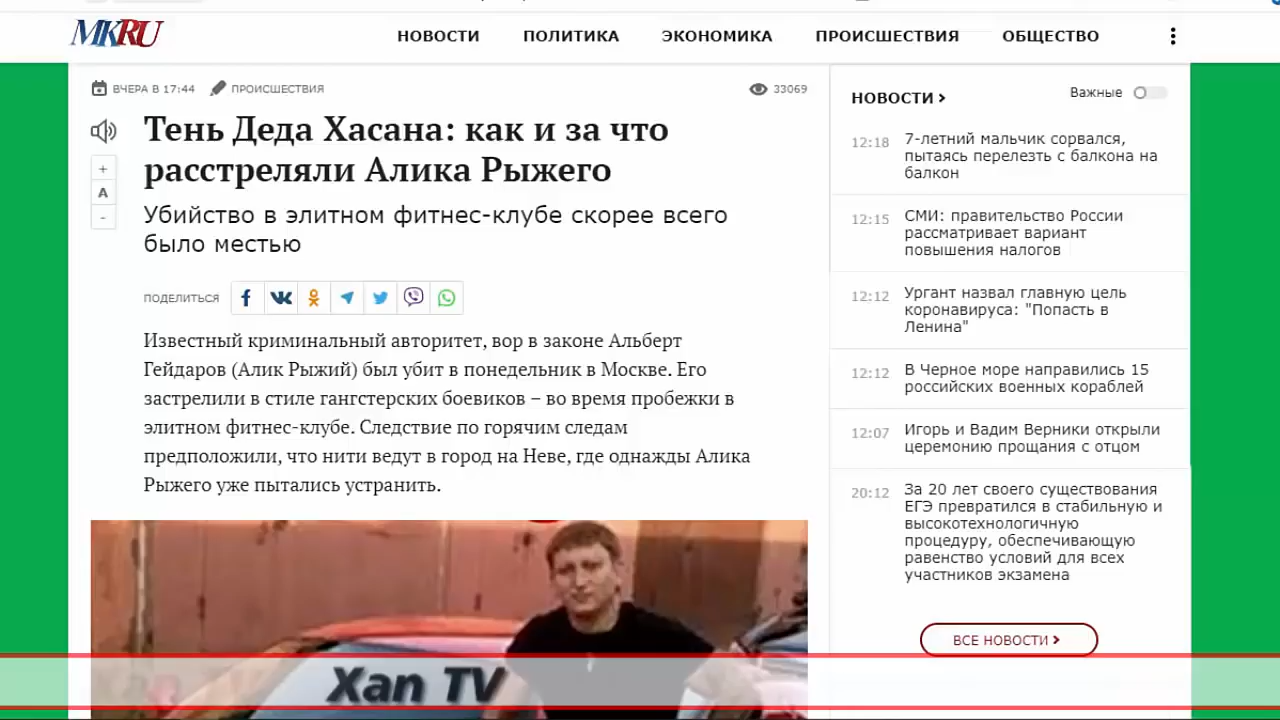 MKRU
НОВОСТИ
ПОЛИТИКА
ЭКОНОМИКА
ПРОИСШЕСТВИЯ
ОБЩЕСТВО
ВЧЕРА В 17:44
ПРОИСШЕСТВИЯ
33069
Тень Деда Хасана: как и за что
расстреляли Алика Рыжего
+
А
-
Убийство в элитном фитнес-клубе скорее всего
было местью
ПОДЕЛИТЬСЯ
Известный криминальный авторитет, вор в законе Альберт
Гейдаров (Алик Рыжий) был убит в понедельник в Москве. Его
застрелили в стиле гангстерских боевиков – во время пробежки в
элитном фитнес-клубе. Следствие по горячим следам
предположили, что нити ведут в город на Неве, где однажды Алика
Рыжего уже пытались устранить.
НОВОСТИ
Важные
12:18
7-летний мальчик сорвался,
пытаясь перелезть с балкона на
балкон
12:15
СМИ: правительство России
рассматривает вариант
повышения налогов
12:12
Ургант назвал главную цель
коронавируса: "Попасть в
Ленина"
12:12
В Черное море направились 15
российских военных кораблей
12:07
Игорь и Вадим Верники открыли
церемонию прощания с отцом
20:12
За 20 лет своего существования
ЕГЭ превратился в стабильную и
высокотехнологичную
процедуру, обеспечивающую
равенство условий для всех
участников экзамена
ВСЕ НОВОСТИ
Xan TV